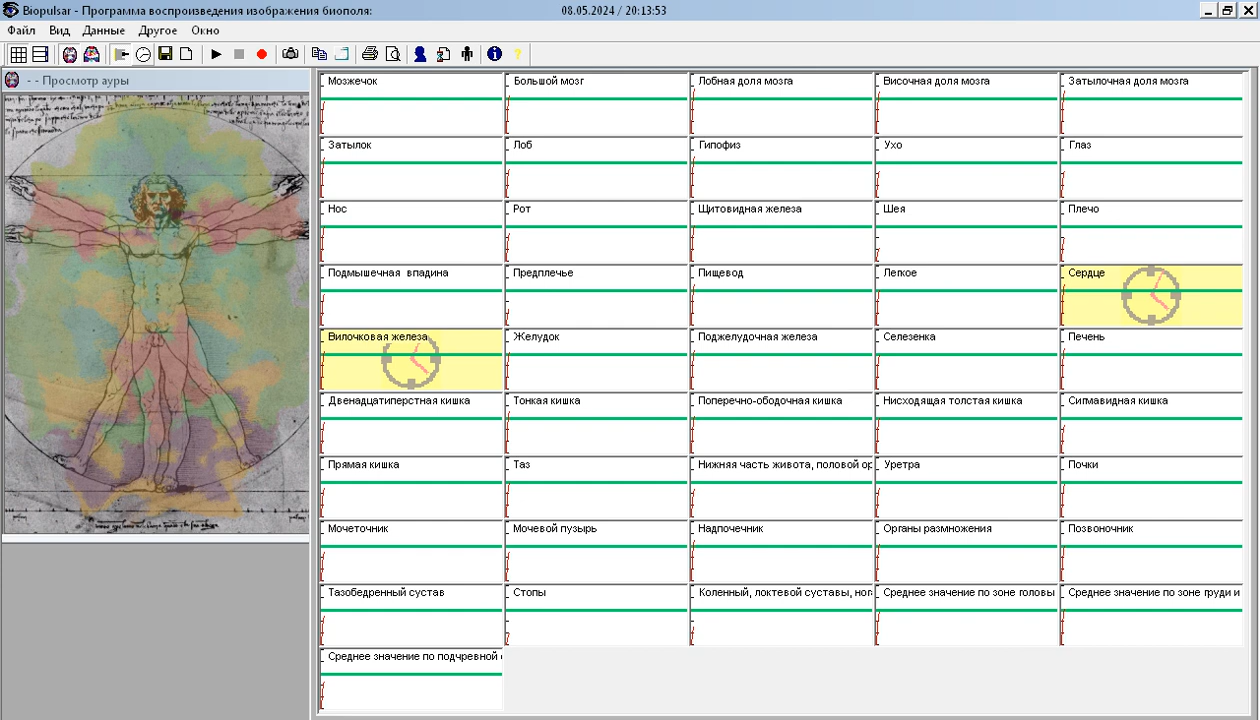 Biopulsar - Программа воспроизведения изображения биополя:
08.05.2024 / 20:13:53
Файл Вид Данные Другое Окно
- - Просмотр ауры
Мозжечок
Большой мозг
Лобная доля мозга
Височная доля мозга
Затылочная доля мозга
Затылок
Лоб
Гипофиз
Ухо
Глаз
Нос
Рот
Щитовидная железа
Шея
Плечо
Подмышечная впадина
Предплечье
Пищевод
Легкое
Сердце
Вилочковая железа
Желудок
Поджелудочная железа
Селезенка
Печень
Двенадцатиперстная кишка
Тонкая кишка
Поперечно-ободочная кишка
Нисходящая толстая кишка
Сигмавидная кишка
Прямая кишка
Таз
Нижняя часть живота, половой ор
Уретра
Почки
Мочеточник
Мочевой пузырь
Надпочечник
Органы размножения
Позвоночник
Тазобедренный сустав
Стопы
Коленный, локтевой суставы, ног
Среднее значение по зоне головы
Среднее значение по зоне груди и
Среднее значение по подчревной